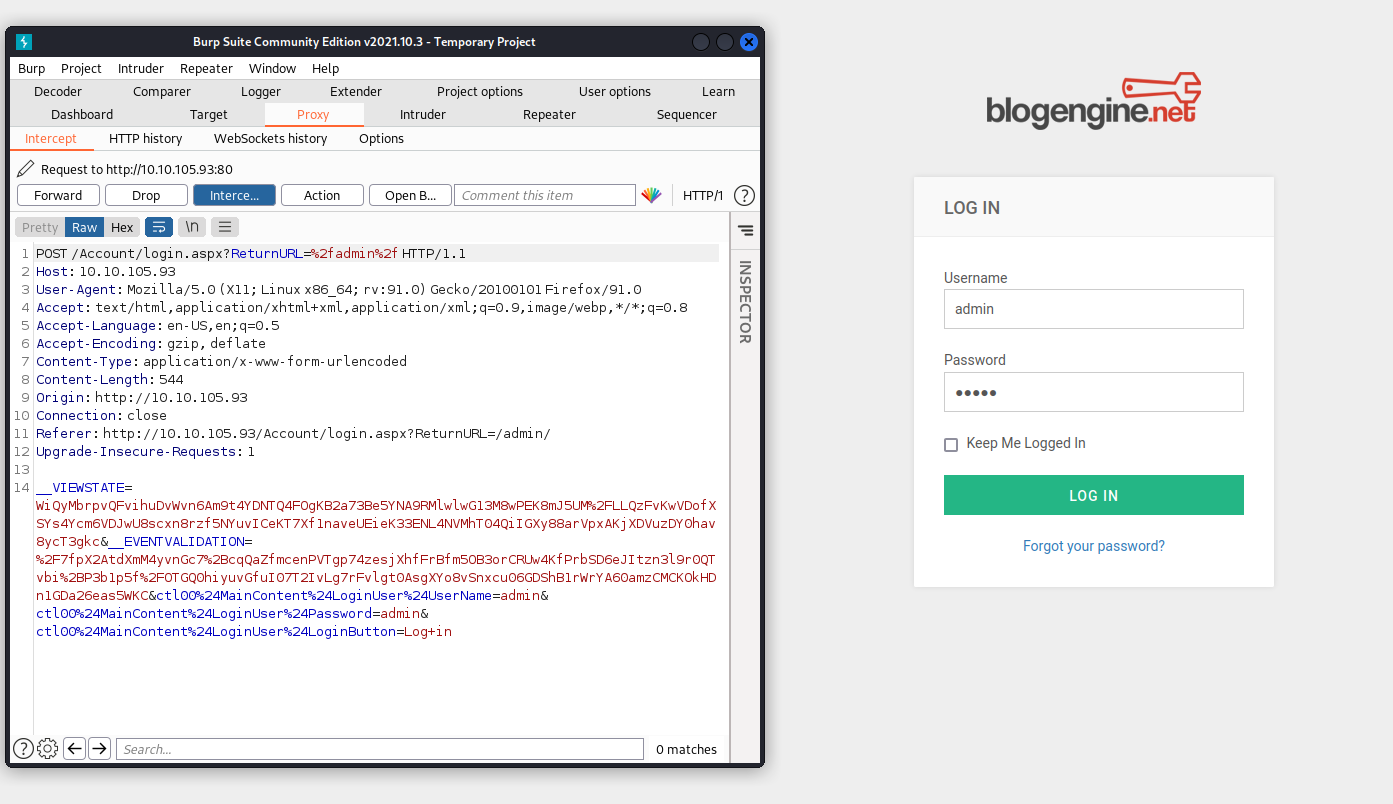 Burp Suite Community Edition v2021.10.3 - Temporary Project
Burp Project Intruder Repeater Window Help
Decoder Comparer Logger Extender Project options User options Learn
Dashboard Target Proxy Intruder Repeater Sequencer
Intercept HTTP history WebSockets history Options
Request to http://10.10.105.93:80
Forward Drop Interce... Action Open B... Comment this item HTTP/1 ?
Pretty Raw Hex \n
INSPECTOR
1 POST /Account/login.aspx?ReturnURL=%2fadmin%2f HTTP/1.1
2 Host: 10.10.105.93
3 User-Agent: Mozilla/5.0 (X11; Linux x86_64; rv:91.0) Gecko/20100101 Firefox/91.0
4 Accept: text/html,application/xhtml+xml,application/xml;q=0.9,image/webp,*/*;q=0.8
5 Accept-Language: en-US,en;q=0.5
6 Accept-Encoding: gzip, deflate
7 Content-Type: application/x-www-form-urlencoded
8 Content-Length: 544
9 Origin: http://10.10.105.93
10 Connection: close
11 Referer: http://10.10.105.93/Account/login.aspx?ReturnURL=/admin/
12 Upgrade-Insecure-Requests: 1
13
14 __VIEWSTATE=
WiQyMbrpvQFvihuDvWvn6Am9t4YDNTQ4FOgKB2a73Be5YNA9RMlwlwG13M8wPEK8mJ5UM%2FLLQzFvKwVDofX
SYs4Ycm6VDJwU8scxn8rzf5NYuvICeKT7Xf1naveUEieK33ENL4NVMhT04QiIGXy88arVpxAKjXDVuzDYOhav
8ycT3gkc&__EVENTVALIDATION=
%2F7fpX2AtdXmM4yvnGc7%2BcqQaZfmcenPVTgp74zesjXhfFrBfm50B3orCRUw4KfPrbSD6eJItzn3l9r0QT
vbi%2BP3b1p5f%2FOTGQ0hiyuvGfuI07T2IvLg7rFvlgtOAsgXYo8vSnxcu06GDShB1rWrYA60amzCMCKOkHD
n1GDa26eas5WKC&ctl00%24MainContent%24LoginUser%24UserName=admin&
ctl00%24MainContent%24LoginUser%24Password=admin&
ctl00%24MainContent%24LoginUser%24LoginButton=Log+in
? Search... 0 matches
blogengine.net
LOG IN
Username
admin
Password
●●●●●
Keep Me Logged In
LOG IN
Forgot your password?